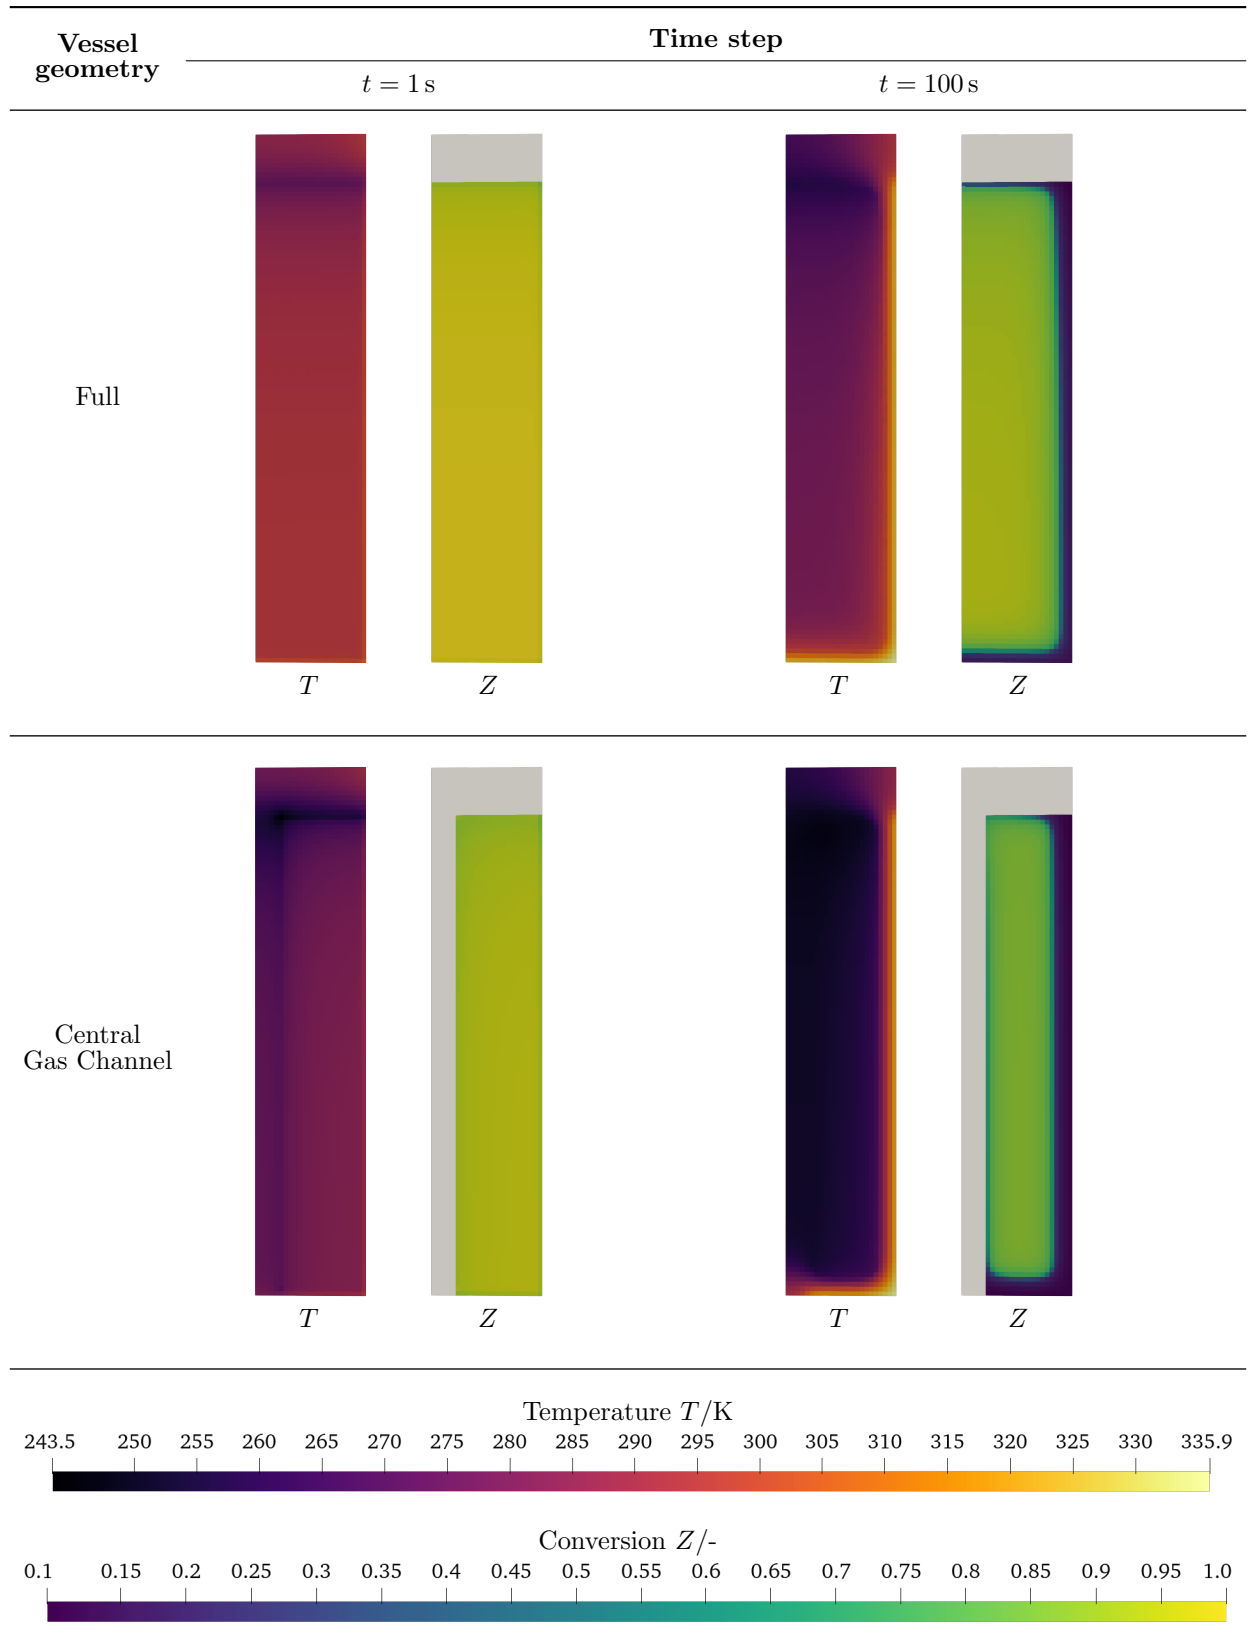 Vessel
geometry
Time step
t = 1 s
t = 100 s
Full
T
Z
T
Z
Central
Gas Channel
T
Z
T
Z
Temperature T/K
243.5 250 255 260 265 270 275 280 285 290 295 300 305 310 315 320 325 330 335.9
Conversion Z/-
0.1 0.15 0.2 0.25 0.3 0.35 0.4 0.45 0.5 0.55 0.6 0.65 0.7 0.75 0.8 0.85 0.9 0.95 1.0